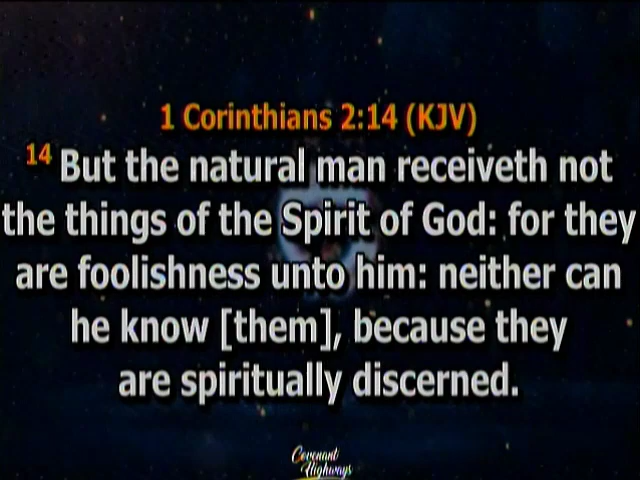 1 Corinthians 2:14 (KJV)
14 But the natural man receiveth not
the things of the Spirit of God: for they
are foolishness unto him: neither can
he know [them], because they
are spiritually discerned.
Covenant
Highways